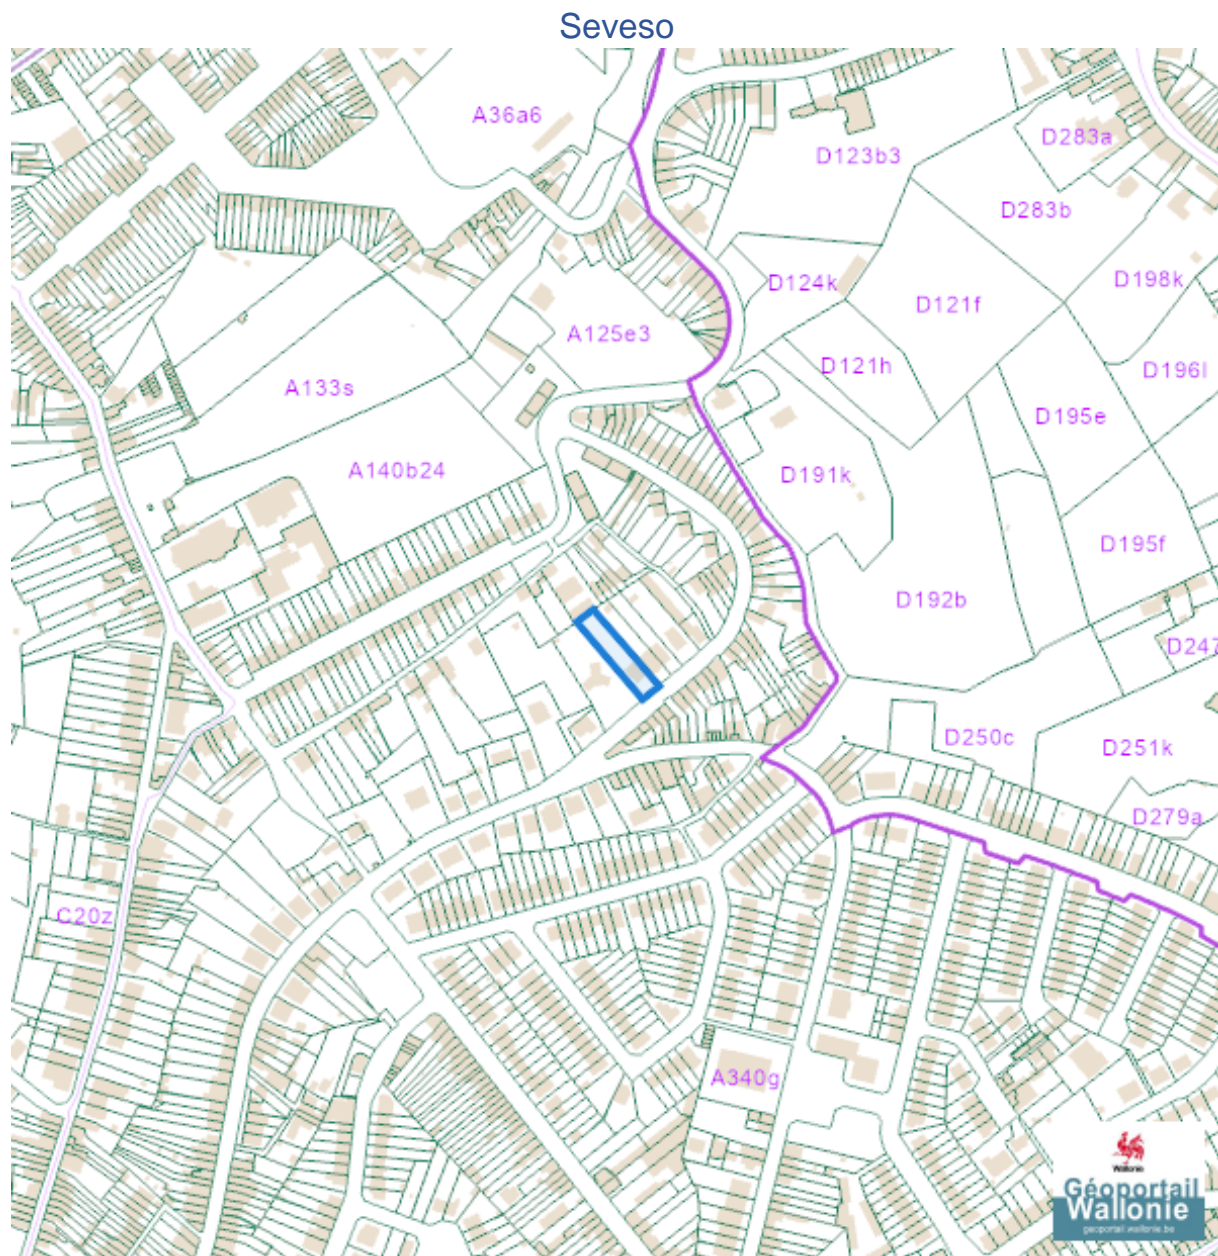 Seveso
A36a6
D283a
D123b3
D283b
D198k
D124k
D121f
A125e3
D121h
D196l
A133s
D195e
A140b24
D191k
D195f
D192b
D247
D250c
D251k
D279a
C20z
A340g
Wallonie
Géoportail
Wallonie
geoportail.wallonie.be